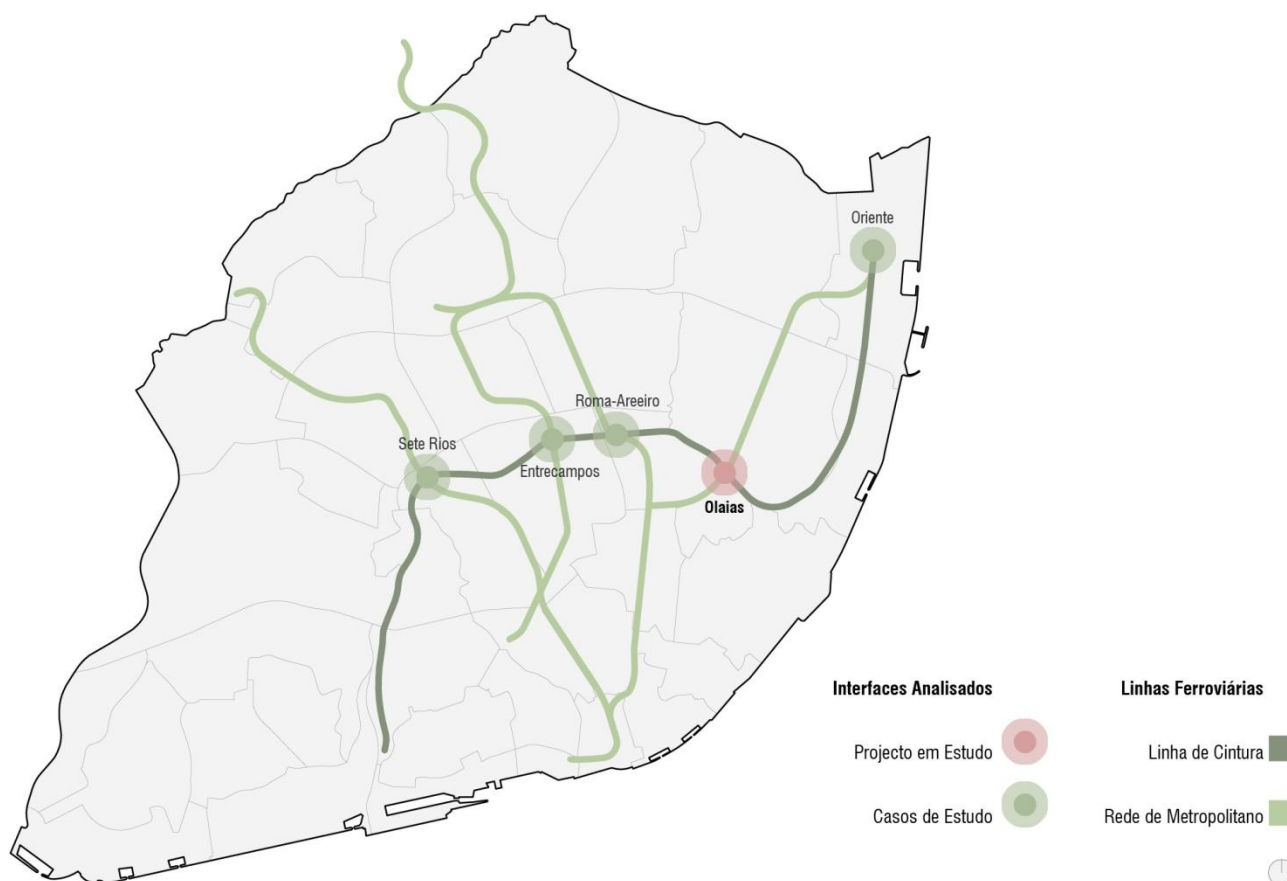 Oriente
Roma-Areeiro
Sete Rios
Entrecampos
Olaias
Interfaces Analisados
Projecto em Estudo
Casos de Estudo
Linhas Ferroviárias
Linha de Cintura
Rede de Metropolitano